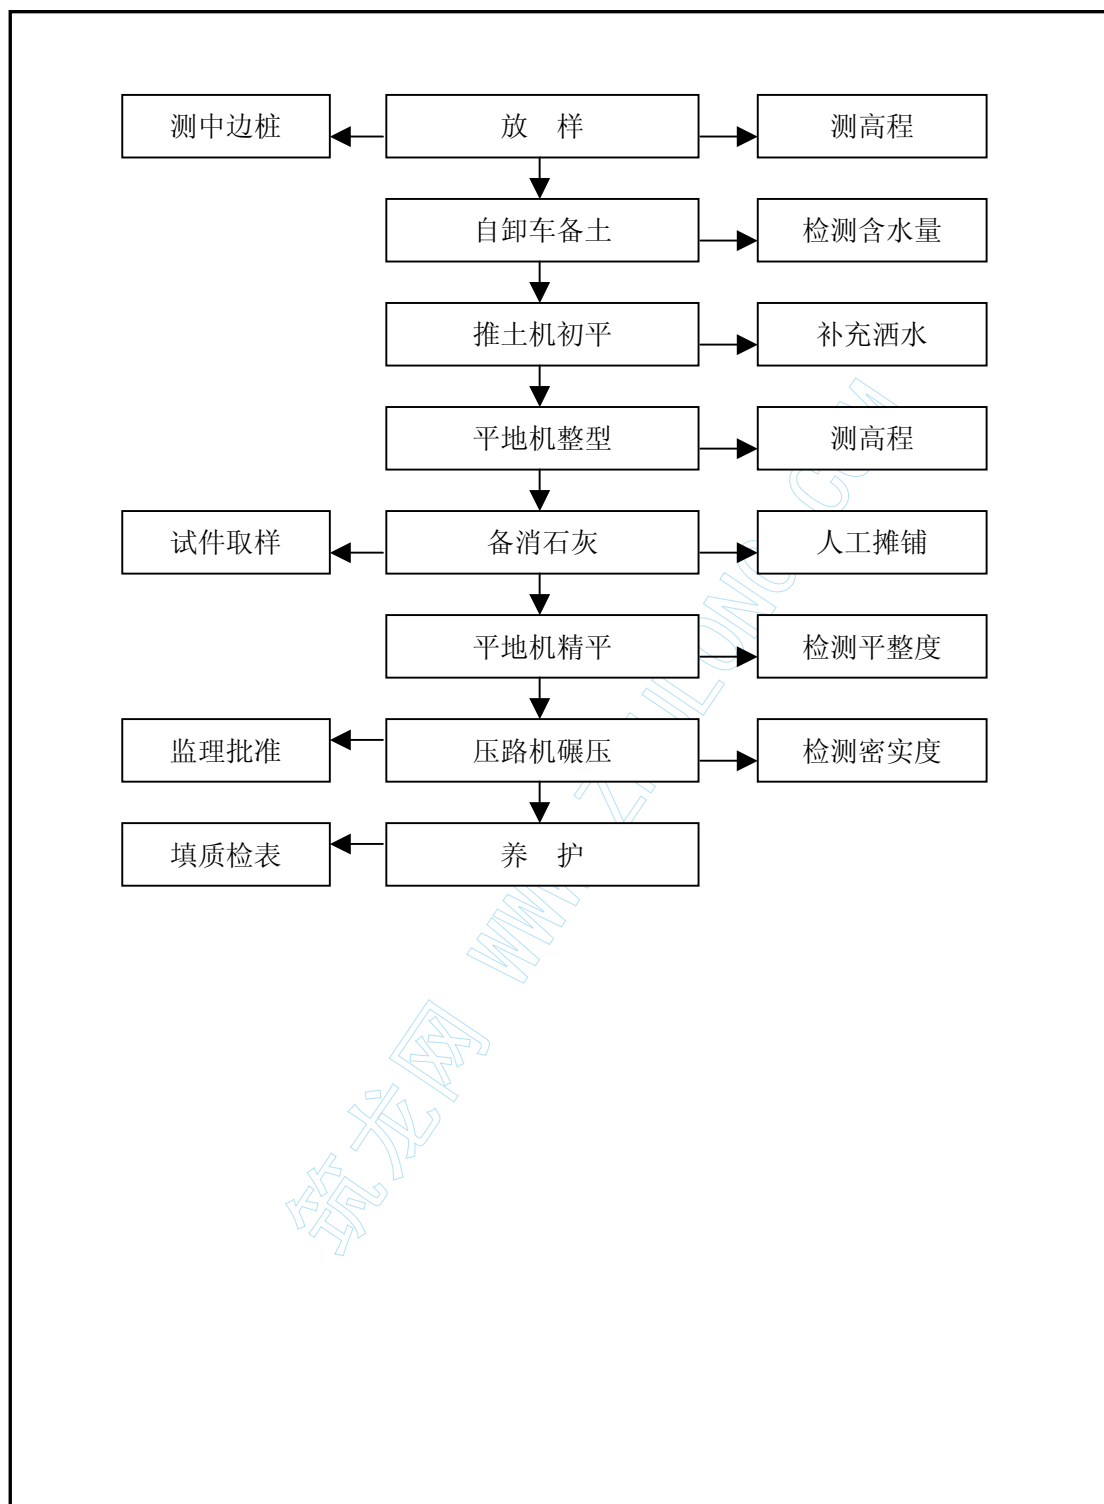 测中边桩 放　样 测高程
自卸车备土 检测含水量
推土机初平 补充洒水
平地机整型 测高程
试件取样 备消石灰 人工摊铺
平地机精平 检测平整度
监理批准 压路机碾压 检测密实度
填质检表 养　护
筑龙网 WWW.ZHULONG.COM